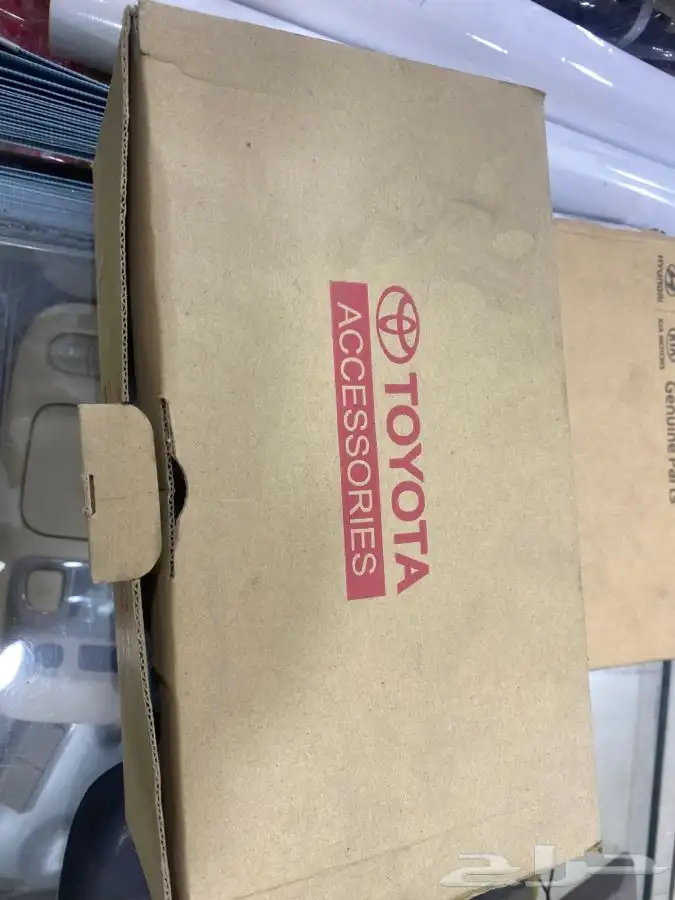 TOYOTA
ACCESSORIES
HYUNDAI
KIA MOTORS
Genuine Parts
حراج